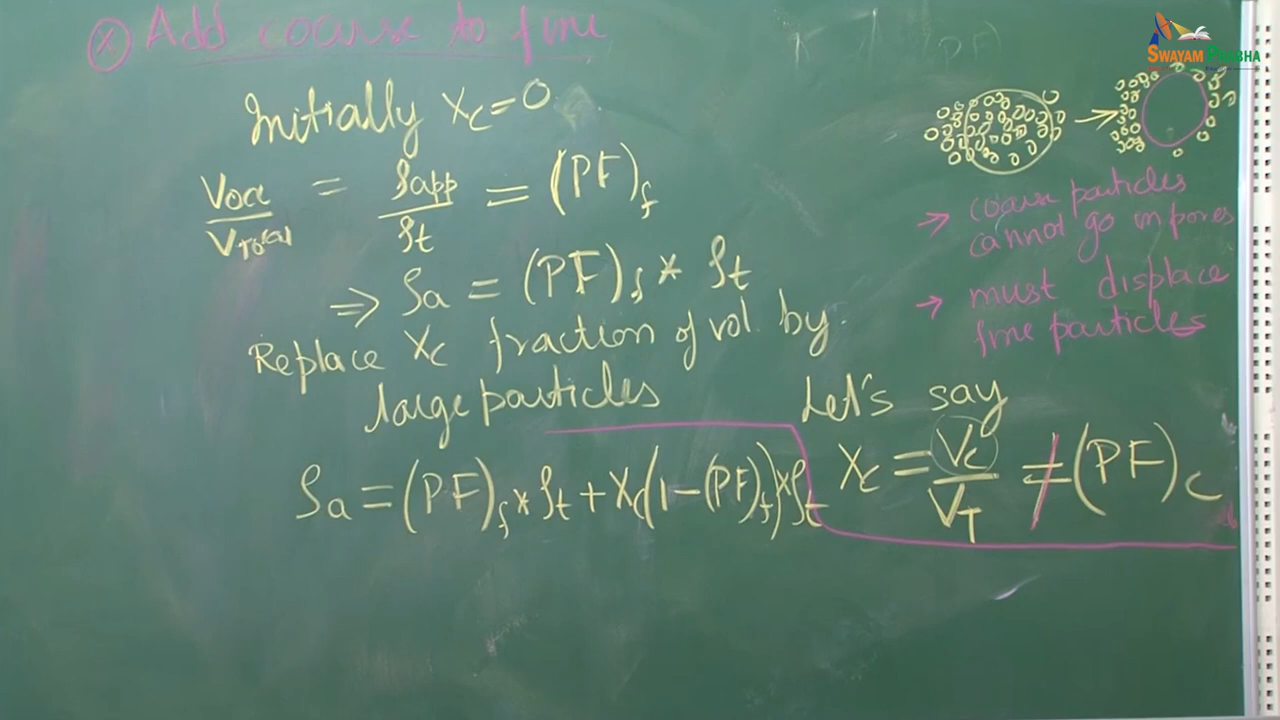 (x) Add coarse to fine
Initially Xc = 0
Vocc / VTotal = ρapp / ρt = (PF)f
⇒ ρa = (PF)f * ρt
Replace Xc fraction of vol. by
large particles
ρa = (PF)f * ρt + Xc(1-(PF)f) * ρt
SWAYAM PRABHA
→ coarse particles
cannot go in pores
→ must displace
fine particles
Let's say
Xc = Vc / VT ≠ (PF)c